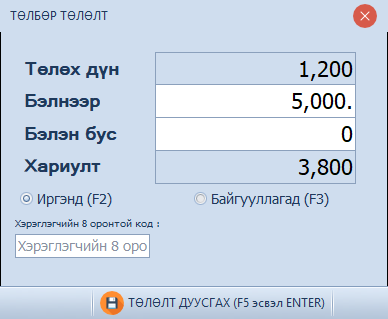 ТӨЛБӨР ТӨЛӨЛТ
Төлөх дүн 1,200
Бэлнээр 5,000.
Бэлэн бус 0
Хариулт 3,800
Иргэнд (F2) Байгууллагад (F3)
Хэрэглэгчийн 8 оронтой код :
Хэрэглэгчийн 8 оро
ТӨЛӨЛТ ДУУСГАХ (F5 эсвэл ENTER)